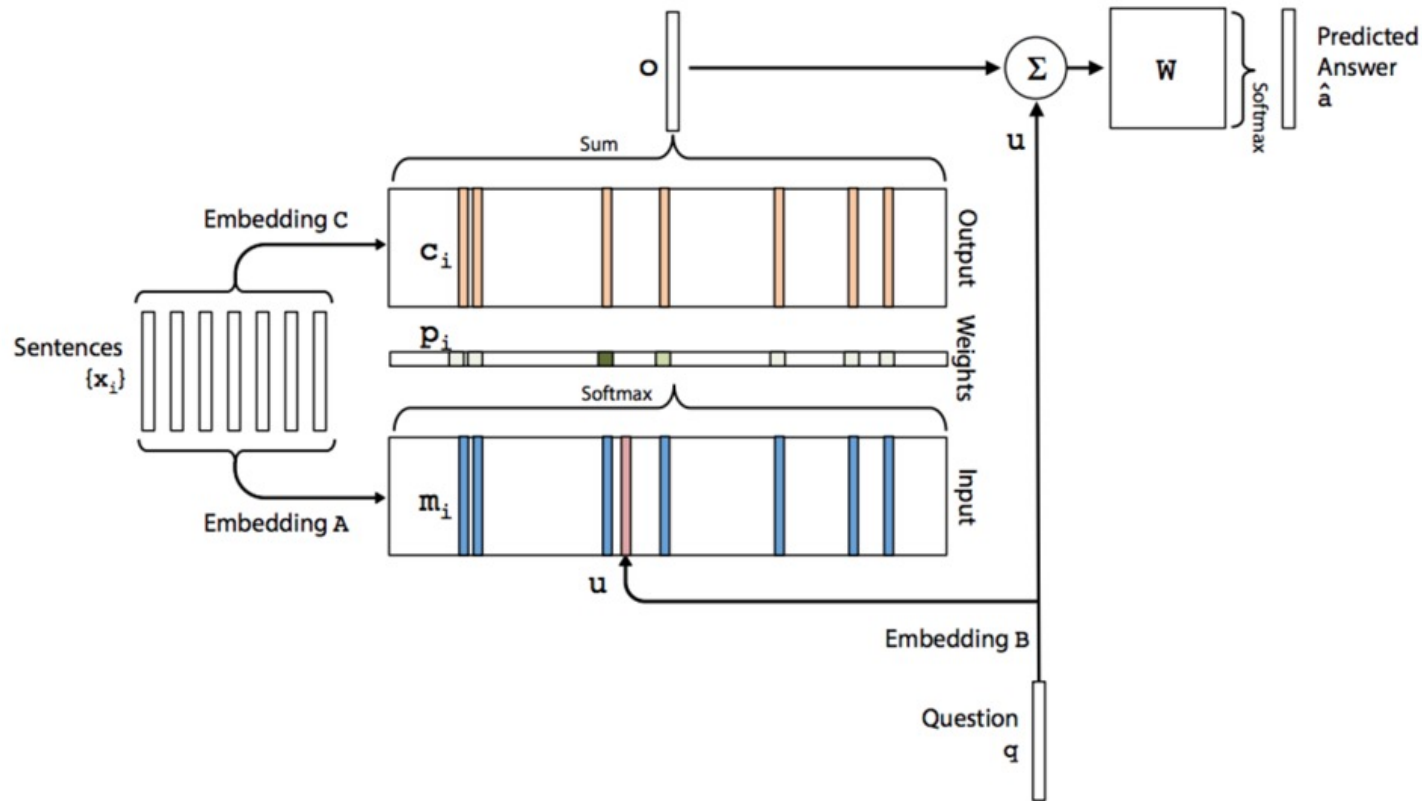 o
Σ
W
Softmax
Predicted
Answer
â
u
Sum
Embedding C
c_i
Output
Sentences
{x_i}
p_i
Weights
Softmax
m_i
Input
Embedding A
u
Embedding B
Question
q